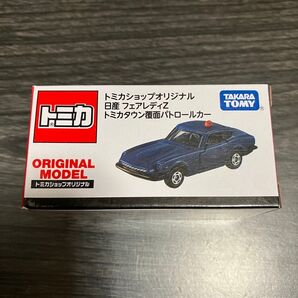 トミカ
トミカショップオリジナル
日産 フェアレディZ
トミカタウン覆面パトロールカー
TAKARA
TOMY
ORIGINAL
MODEL
トミカショップオリジナル